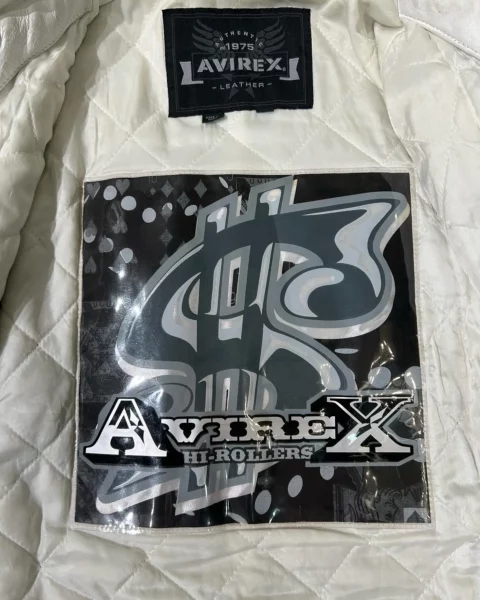 AUTHENTIC
1975
AVIREX
LEATHER
AVIREX
HI-ROLLERS